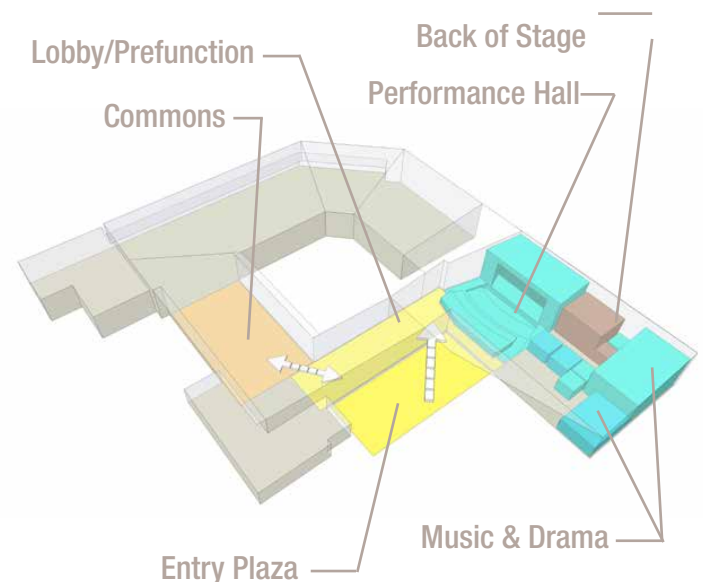 Back of Stage
Lobby/Prefunction
Performance Hall
Commons
Music & Drama
Entry Plaza